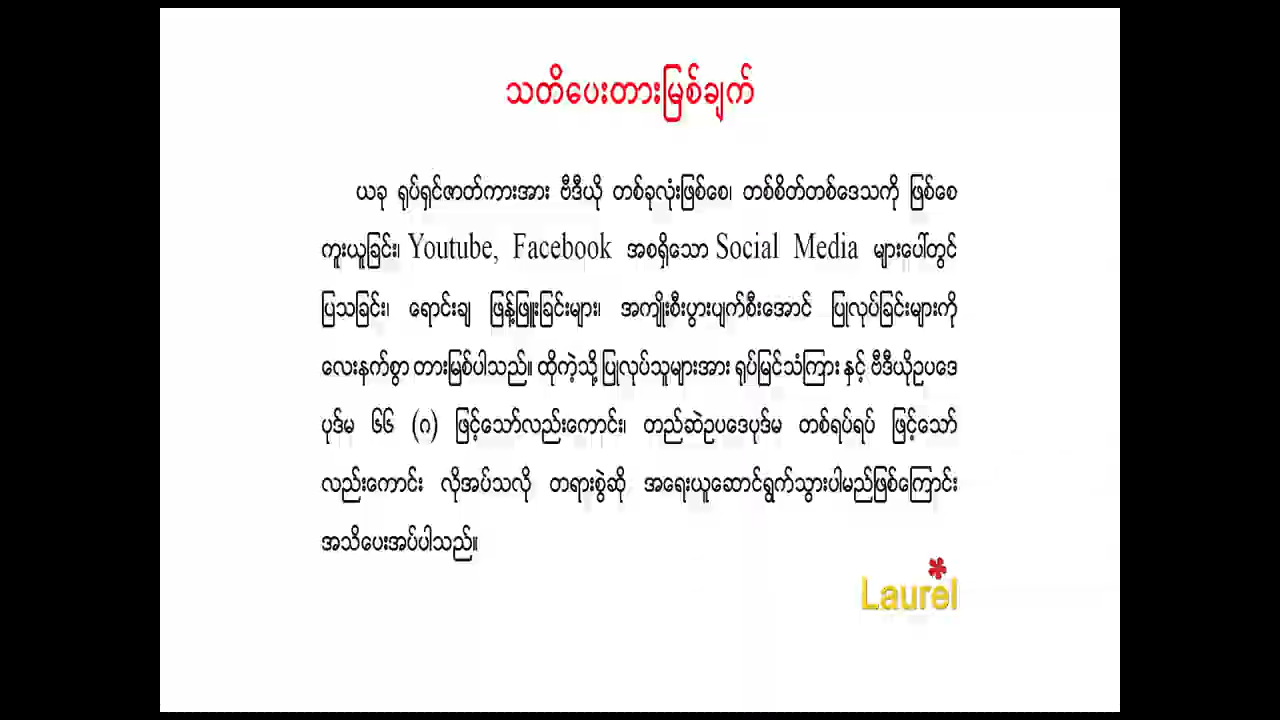 သတိပေးတားမြစ်ချက်
ယခု ရုပ်ရှင်ဇာတ်ကားအား ဗီဒီယို တစ်ခုလုံးဖြစ်စေ၊ တစ်စိတ်တစ်ဒေသကို ဖြစ်စေ
ကူးယူခြင်း၊ Youtube, Facebook အစရှိသော Social Media များပေါ်တွင်
ပြသခြင်း၊ ရောင်းချ ဖြန့်ဖြူးခြင်းများ၊ အကျိုးစီးပွားပျက်စီးအောင် ပြုလုပ်ခြင်းများကို
လေးနက်စွာ တားမြစ်ပါသည်။ ထိုကဲ့သို့ ပြုလုပ်သူများအား ရုပ်မြင်သံကြား နှင့် ဗီဒီယိုဥပဒေ
ပုဒ်မ ၆၆ (ဂ) ဖြင့်သော်လည်းကောင်း၊ တည်ဆဲဥပဒေပုဒ်မ တစ်ရပ်ရပ် ဖြင့်သော်
လည်းကောင်း လိုအပ်သလို တရားစွဲဆို အရေးယူဆောင်ရွက်သွားပါမည်ဖြစ်ကြောင်း
အသိပေးအပ်ပါသည်။
Laurel